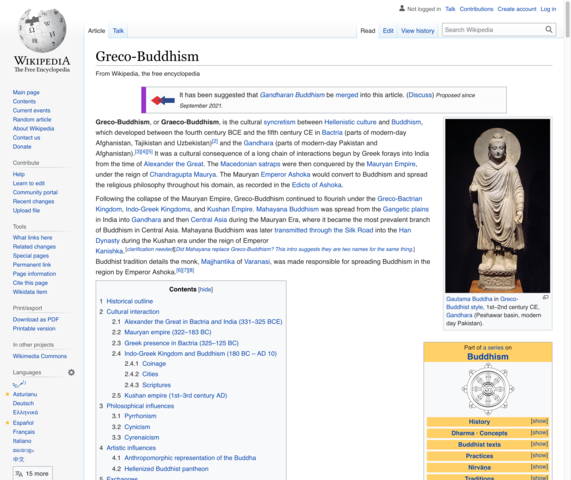 Not logged in Talk Contributions Create account Log in
Article Talk Read Edit View history Search Wikipedia
WIKIPEDIA
The Free Encyclopedia
Main page
Contents
Current events
Random article
About Wikipedia
Contact us
Donate
Contribute
Help
Learn to edit
Community portal
Recent changes
Upload file
Tools
What links here
Related changes
Special pages
Permanent link
Page information
Cite this page
Wikidata item
Print/export
Download as PDF
Printable version
In other projects
Wikimedia Commons
Languages
العربية
Asturianu
Deutsch
Ελληνικά
Español
Français
Italiano
മലയാളം
中文
15 more
Greco-Buddhism
From Wikipedia, the free encyclopedia
It has been suggested that Gandharan Buddhism be merged into this article. (Discuss) Proposed since
September 2021.
Greco-Buddhism, or Graeco-Buddhism, is the cultural syncretism between Hellenistic culture and Buddhism,
which developed between the fourth century BCE and the fifth century CE in Bactria (parts of modern-day
Afghanistan, Tajikistan and Uzbekistan)[2] and the Gandhara (parts of modern-day Pakistan and
Afghanistan).[3][4][5] It was a cultural consequence of a long chain of interactions begun by Greek forays into India
from the time of Alexander the Great. The Macedonian satraps were then conquered by the Mauryan Empire,
under the reign of Chandragupta Maurya. The Mauryan Emperor Ashoka would convert to Buddhism and spread
the religious philosophy throughout his domain, as recorded in the Edicts of Ashoka.
Following the collapse of the Mauryan Empire, Greco-Buddhism continued to flourish under the Greco-Bactrian
Kingdom, Indo-Greek Kingdoms, and Kushan Empire. Mahayana Buddhism was spread from the Gangetic plains
in India into Gandhara and then Central Asia during the Mauryan Era, where it became the most prevalent branch
of Buddhism in Central Asia. Mahayana Buddhism was later transmitted through the Silk Road into the Han
Dynasty during the Kushan era under the reign of Emperor
Kanishka.[clarification needed][Did Mahayana replace Greco-Buddhism? This intro suggests they are two names for the same thing.]
Buddhist tradition details the monk, Majjhantika of Varanasi, was made responsible for spreading Buddhism in the
region by Emperor Ashoka.[6][7][8]
Contents [hide]
1 Historical outline
2 Cultural interaction
2.1 Alexander the Great in Bactria and India (331–325 BCE)
2.2 Mauryan empire (322–183 BC)
2.3 Greek presence in Bactria (325–125 BC)
2.4 Indo-Greek Kingdom and Buddhism (180 BC – AD 10)
2.4.1 Coinage
2.4.2 Cities
2.4.3 Scriptures
2.5 Kushan empire (1st–3rd century AD)
3 Philosophical influences
3.1 Pyrrhonism
3.2 Cynicism
3.3 Cyrenaicism
4 Artistic influences
4.1 Anthropomorphic representation of the Buddha
4.2 Hellenized Buddhist pantheon
5 Exchanges
Gautama Buddha in Greco-
Buddhist style, 1st–2nd century CE,
Gandhara (Peshawar basin, modern
day Pakistan).
Part of a series on
Buddhism
History [show]
Dharma · Concepts [show]
Buddhist texts [show]
Practices [show]
Nirvāṇa [show]
Traditions [show]